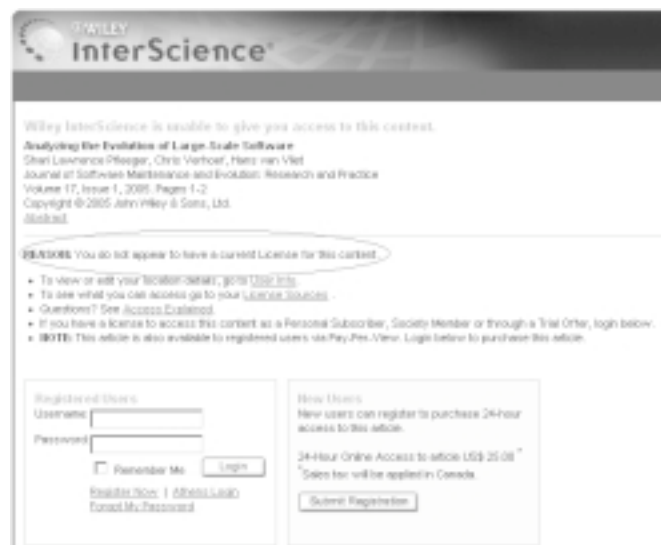 WILEY
InterScience®
Wiley InterScience is unable to give you access to this content.
Analyzing the Evolution of Large-Scale Software
Shari Lawrence Pfleeger, Chris Verhoef, Hans van Vliet
Journal of Software Maintenance and Evolution: Research and Practice
Volume 17, Issue 1, 2005. Pages 1-2
Copyright © 2005 John Wiley & Sons, Ltd.
Abstract
REASON: You do not appear to have a current License for this content.
• To view or edit your location details, go to User Info.
• To see what you can access go to your License Sources.
• Questions? See Access Explained.
• If you have a license to access this content as a Personal Subscriber, Society Member or through a Trial Offer, login below.
• NOTE: This article is also available to registered users via Pay-Per-View. Login below to purchase this article.
Registered Users
Username
Password
Remember Me Login
Register Now | Athens Login
Forgot My Password
New Users
New users can register to purchase 24-hour
access to this article.
24-Hour Online Access to article US$ 25.00 *
*Sales tax will be applied in Canada.
Submit Registration